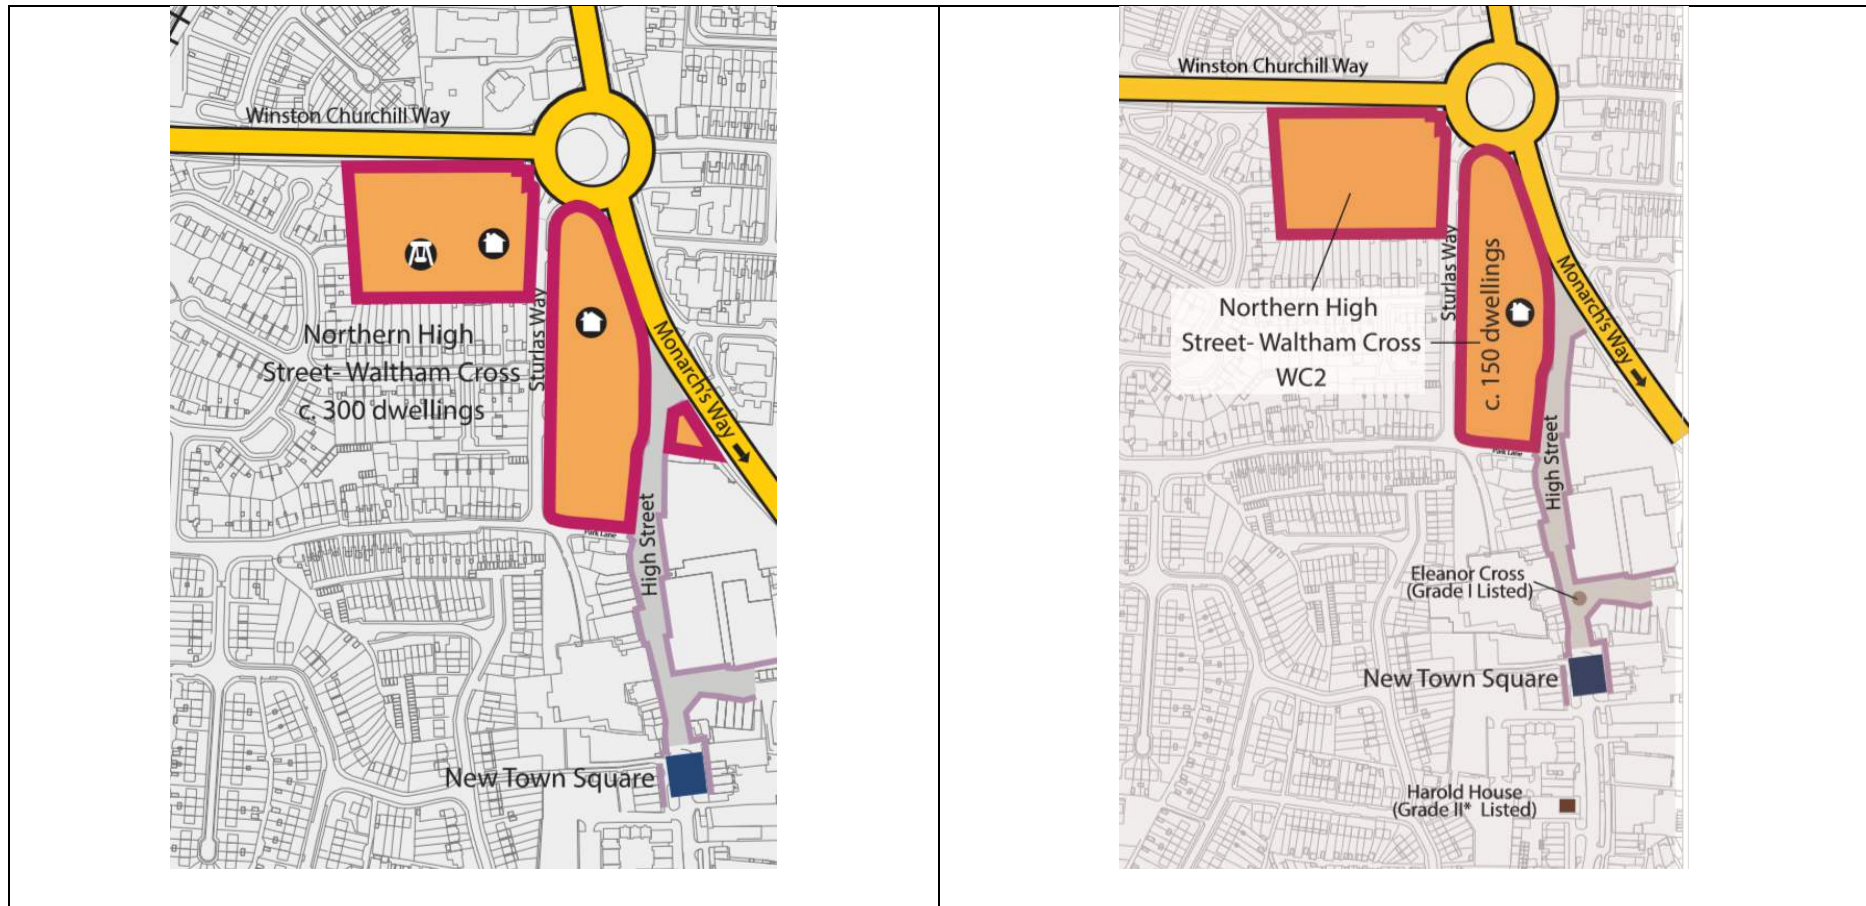 Winston Churchill Way
Northern High
Street- Waltham Cross
c. 300 dwellings
Sturlas Way
Monarch's Way
Park Lane
High Street
New Town Square
Winston Churchill Way
Sturlas Way
Northern High
Street- Waltham Cross
WC2
c. 150 dwellings
Monarch's Way
Park Lane
High Street
Eleanor Cross
(Grade I Listed)
New Town Square
Harold House
(Grade II* Listed)